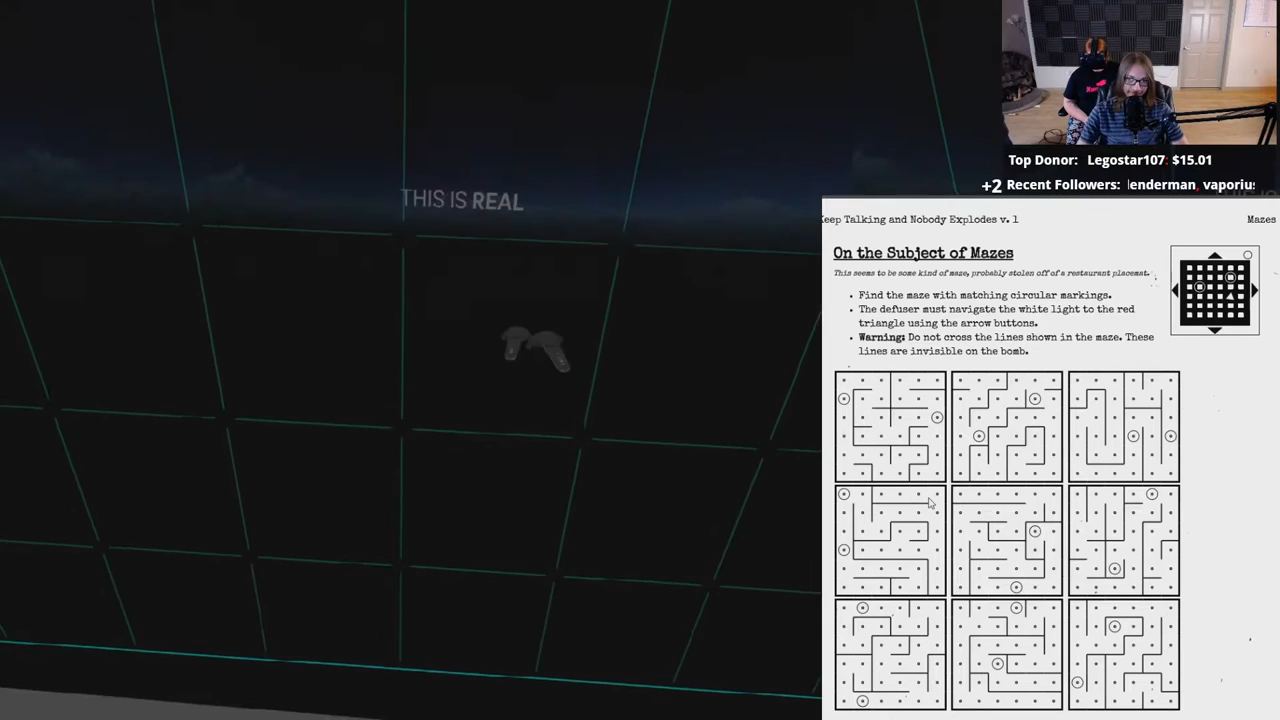 THIS IS REAL
Top Donor: Legostar107: $15.01
+2 Recent Followers: lenderman, vaporiu
Keep Talking and Nobody Explodes v. 1
Mazes
On the Subject of Mazes
This seems to be some kind of maze, probably stolen off of a restaurant placemat.
• Find the maze with matching circular markings.
• The defuser must navigate the white light to the red
triangle using the arrow buttons.
• Warning: Do not cross the lines shown in the maze. These
lines are invisible on the bomb.